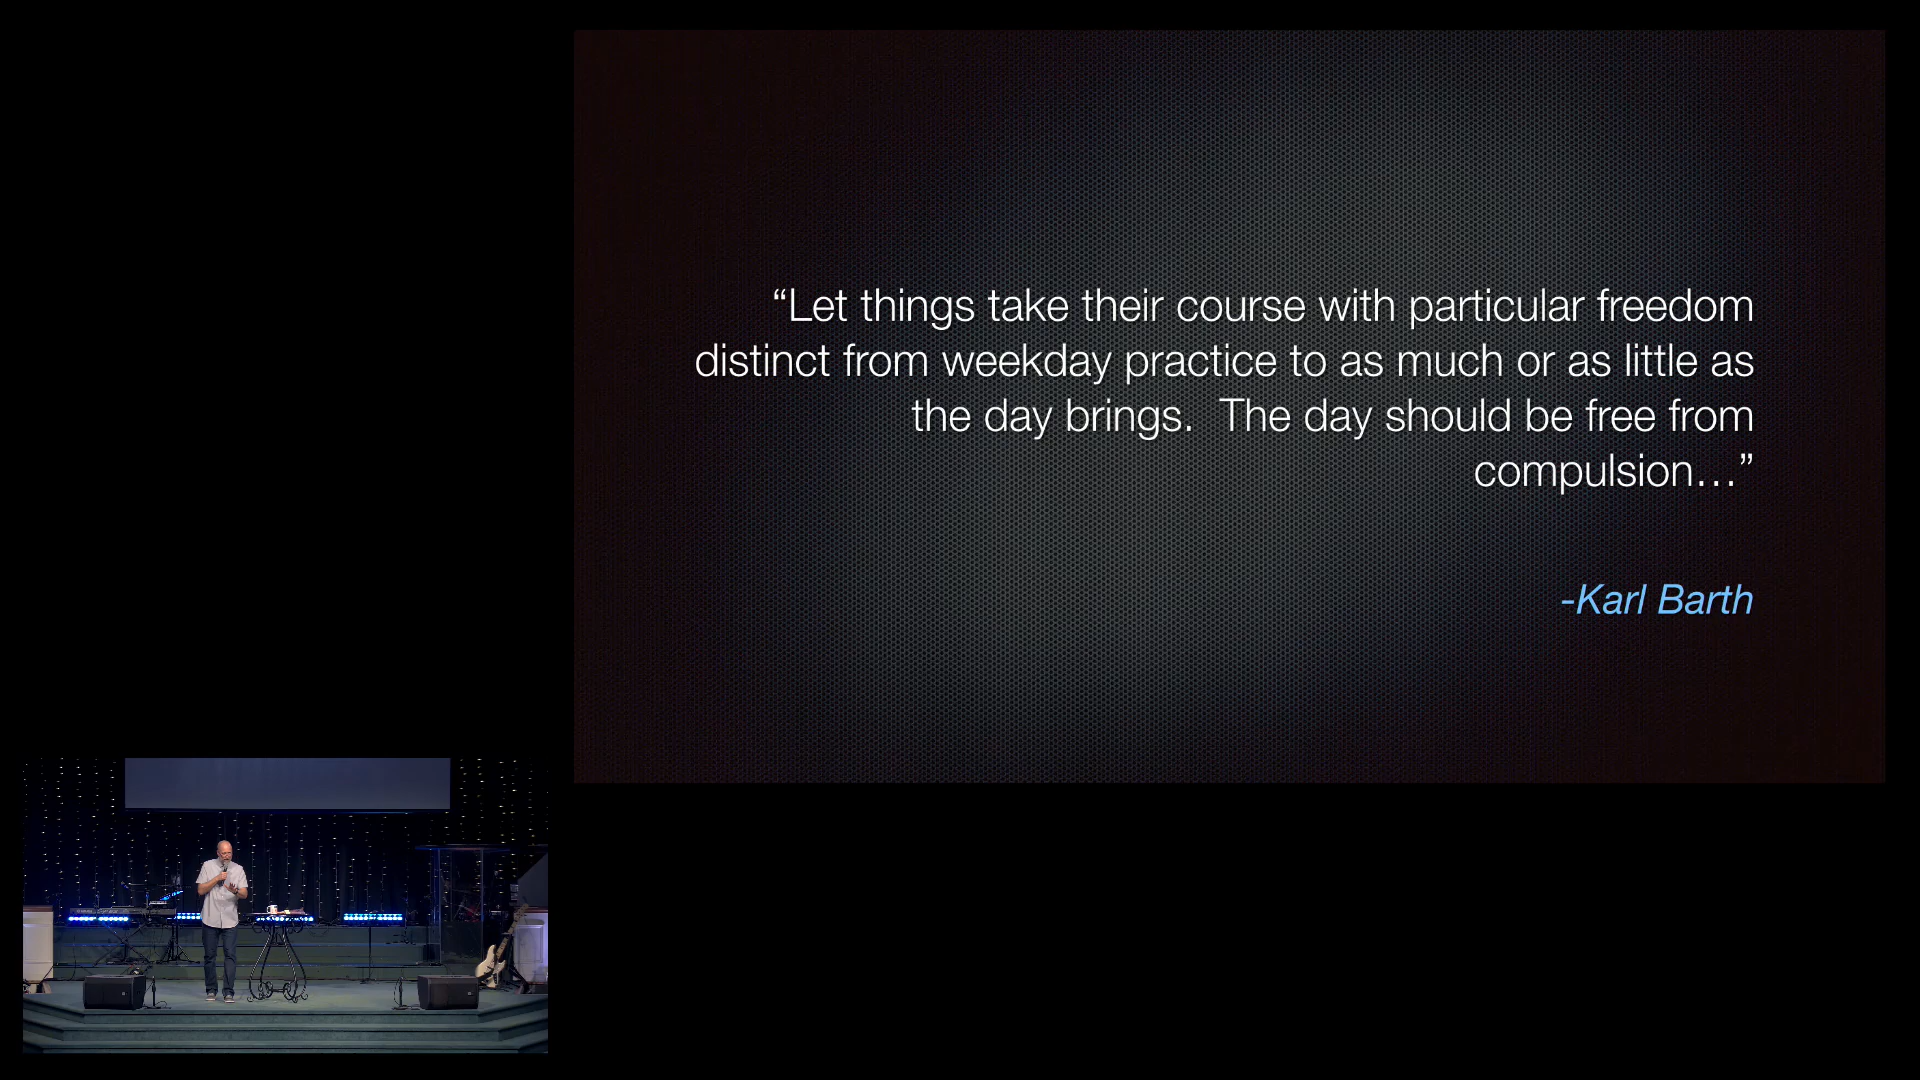 “Let things take their course with particular freedom
distinct from weekday practice to as much or as little as
the day brings.  The day should be free from
compulsion…”
-Karl Barth